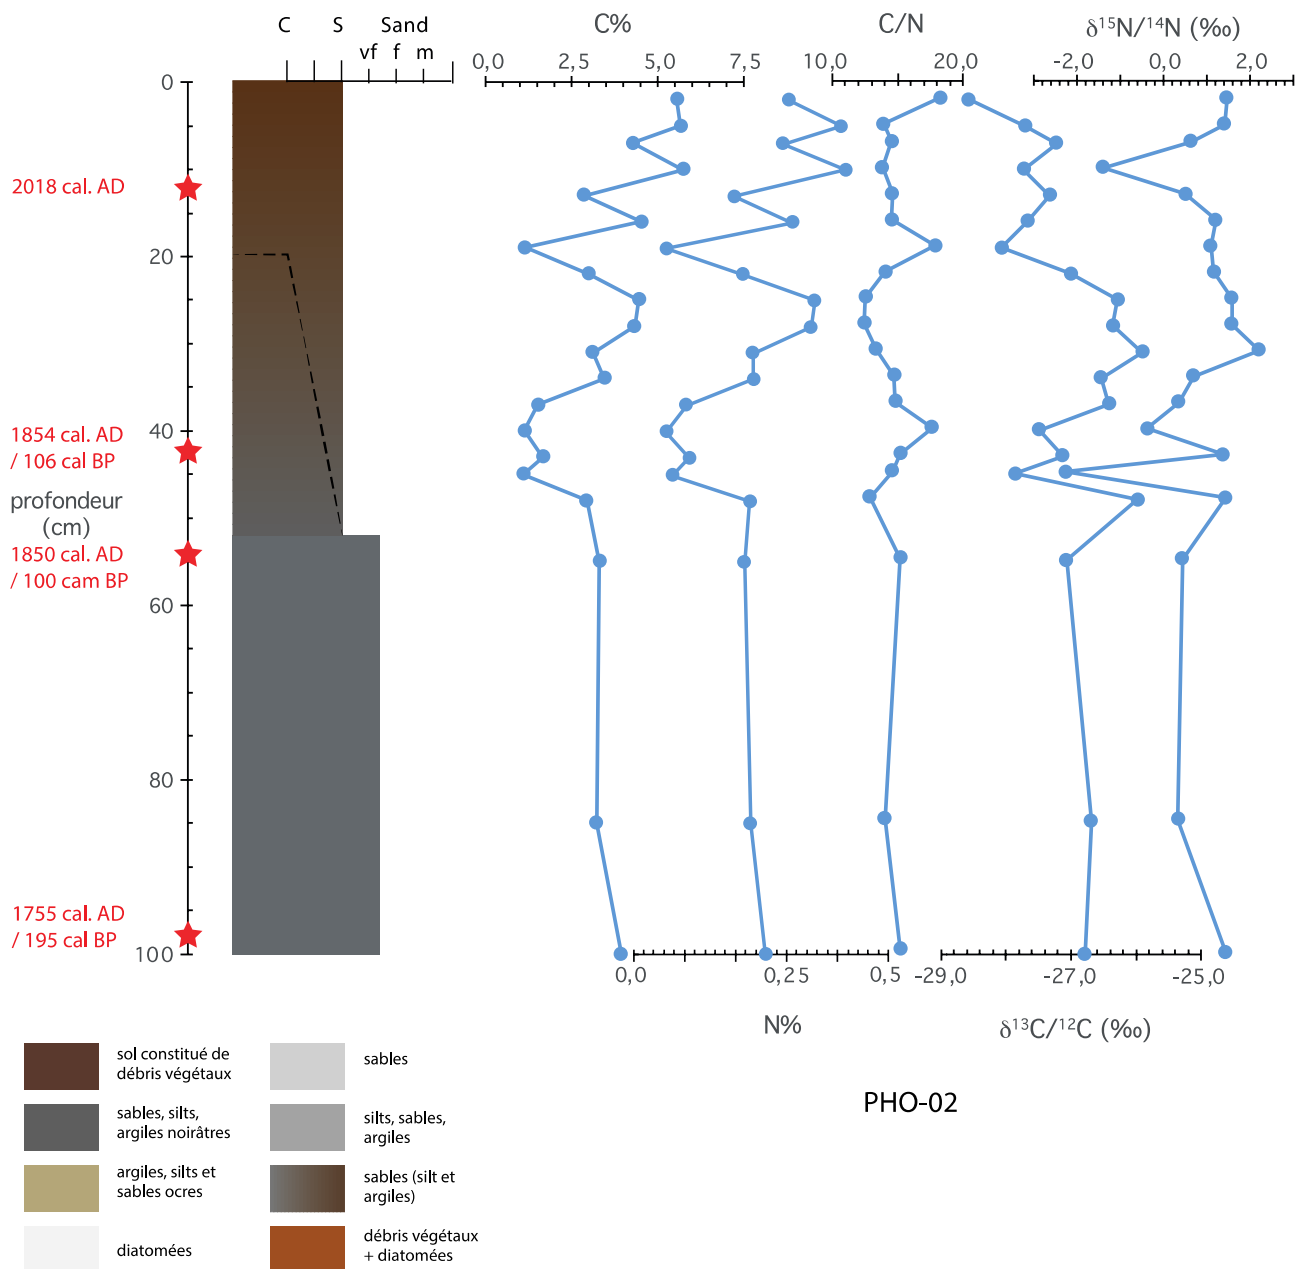 C S Sand
vf f m
C%
C/N
δ¹⁵N/¹⁴N (‰)
0,0 2,5 5,0 7,5
10,0 20,0
-2,0 0,0 2,0
0
2018 cal. AD
20
1854 cal. AD
/ 106 cal BP
40
profondeur
(cm)
1850 cal. AD
/ 100 cam BP
60
80
1755 cal. AD
/ 195 cal BP
100
0,0 0,25 0,5
-29,0 -27,0 -25,0
N%
δ¹³C/¹²C (‰)
PHO-02
sol constitué de
débris végétaux
sables
sables, silts,
argiles noirâtres
silts, sables,
argiles
argiles, silts et
sables ocres
sables (silt et
argiles)
diatomées
débris végétaux
+ diatomées